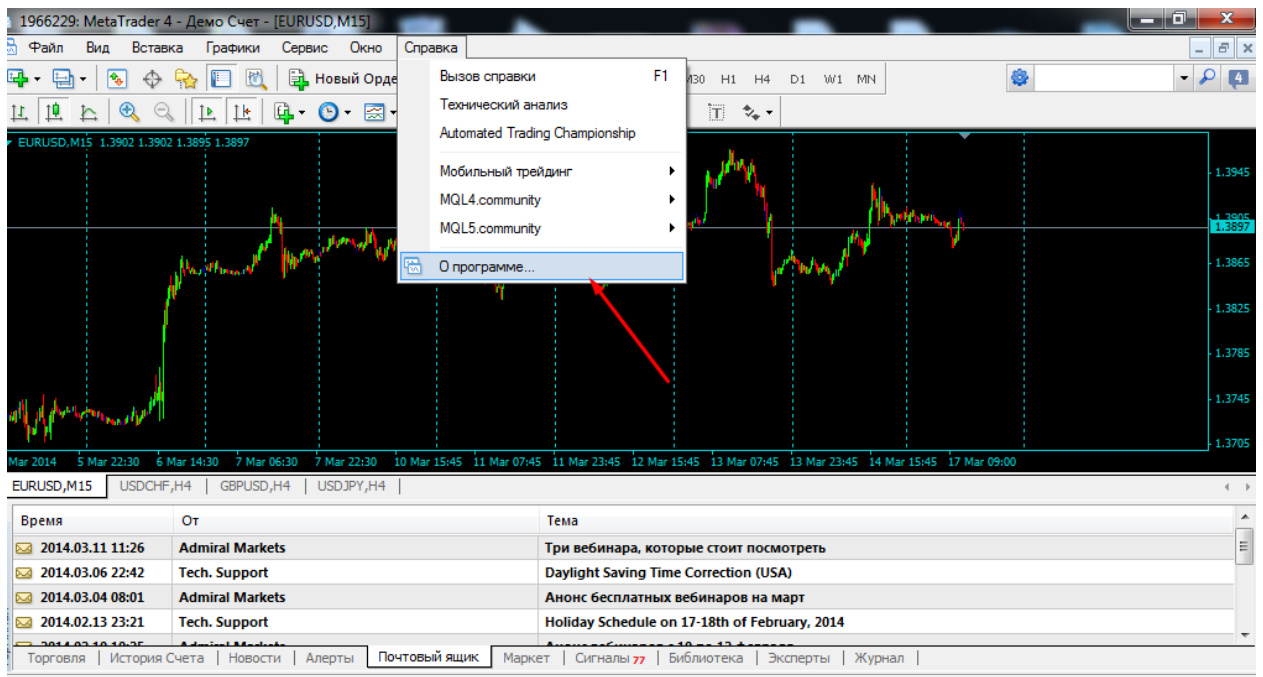 1966229: MetaTrader 4 - Демо Счет - [EURUSD,M15]
Файл Вид Вставка Графики Сервис Окно Справка
Новый Орде
M30 H1 H4 D1 W1 MN
4
Вызов справки F1
Технический анализ
Automated Trading Championship
Мобильный трейдинг
MQL4.community
MQL5.community
О программе...
T
EURUSD,M15 1.3902 1.3902 1.3895 1.3897
1.3945
1.3905
1.3897
1.3865
1.3825
1.3785
1.3745
1.3705
Mar 2014 5 Mar 22:30 6 Mar 14:30 7 Mar 06:30 7 Mar 22:30 10 Mar 15:45 11 Mar 07:45 11 Mar 23:45 12 Mar 15:45 13 Mar 07:45 13 Mar 23:45 14 Mar 15:45 17 Mar 09:00
EURUSD,M15 USDCHF,H4 GBPUSD,H4 USDJPY,H4
Время От Тема
2014.03.11 11:26 Admiral Markets Три вебинара, которые стоит посмотреть
2014.03.06 22:42 Tech. Support Daylight Saving Time Correction (USA)
2014.03.04 08:01 Admiral Markets Анонс бесплатных вебинаров на март
2014.02.13 23:21 Tech. Support Holiday Schedule on 17-18th of February, 2014
Торговля История Счета Новости Алерты Почтовый ящик Маркет Сигналы 77 Библиотека Эксперты Журнал